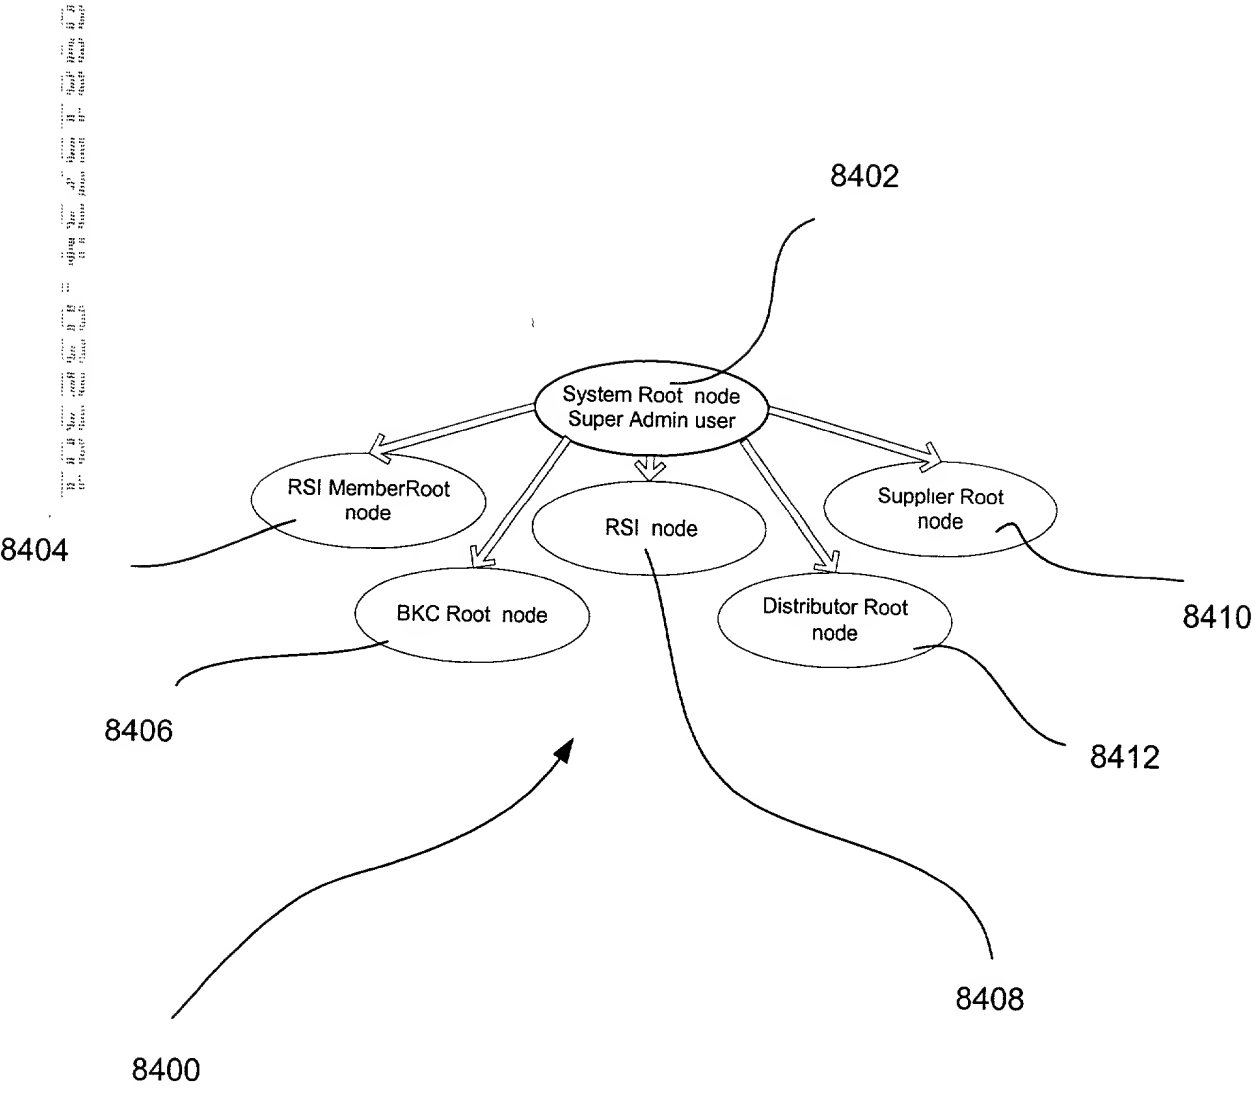 8402
System Root node
Super Admin user
RSI MemberRoot
node
Supplier Root
node
RSI node
8404
BKC Root node
Distributor Root
node
8410
8406
8412
8408
8400